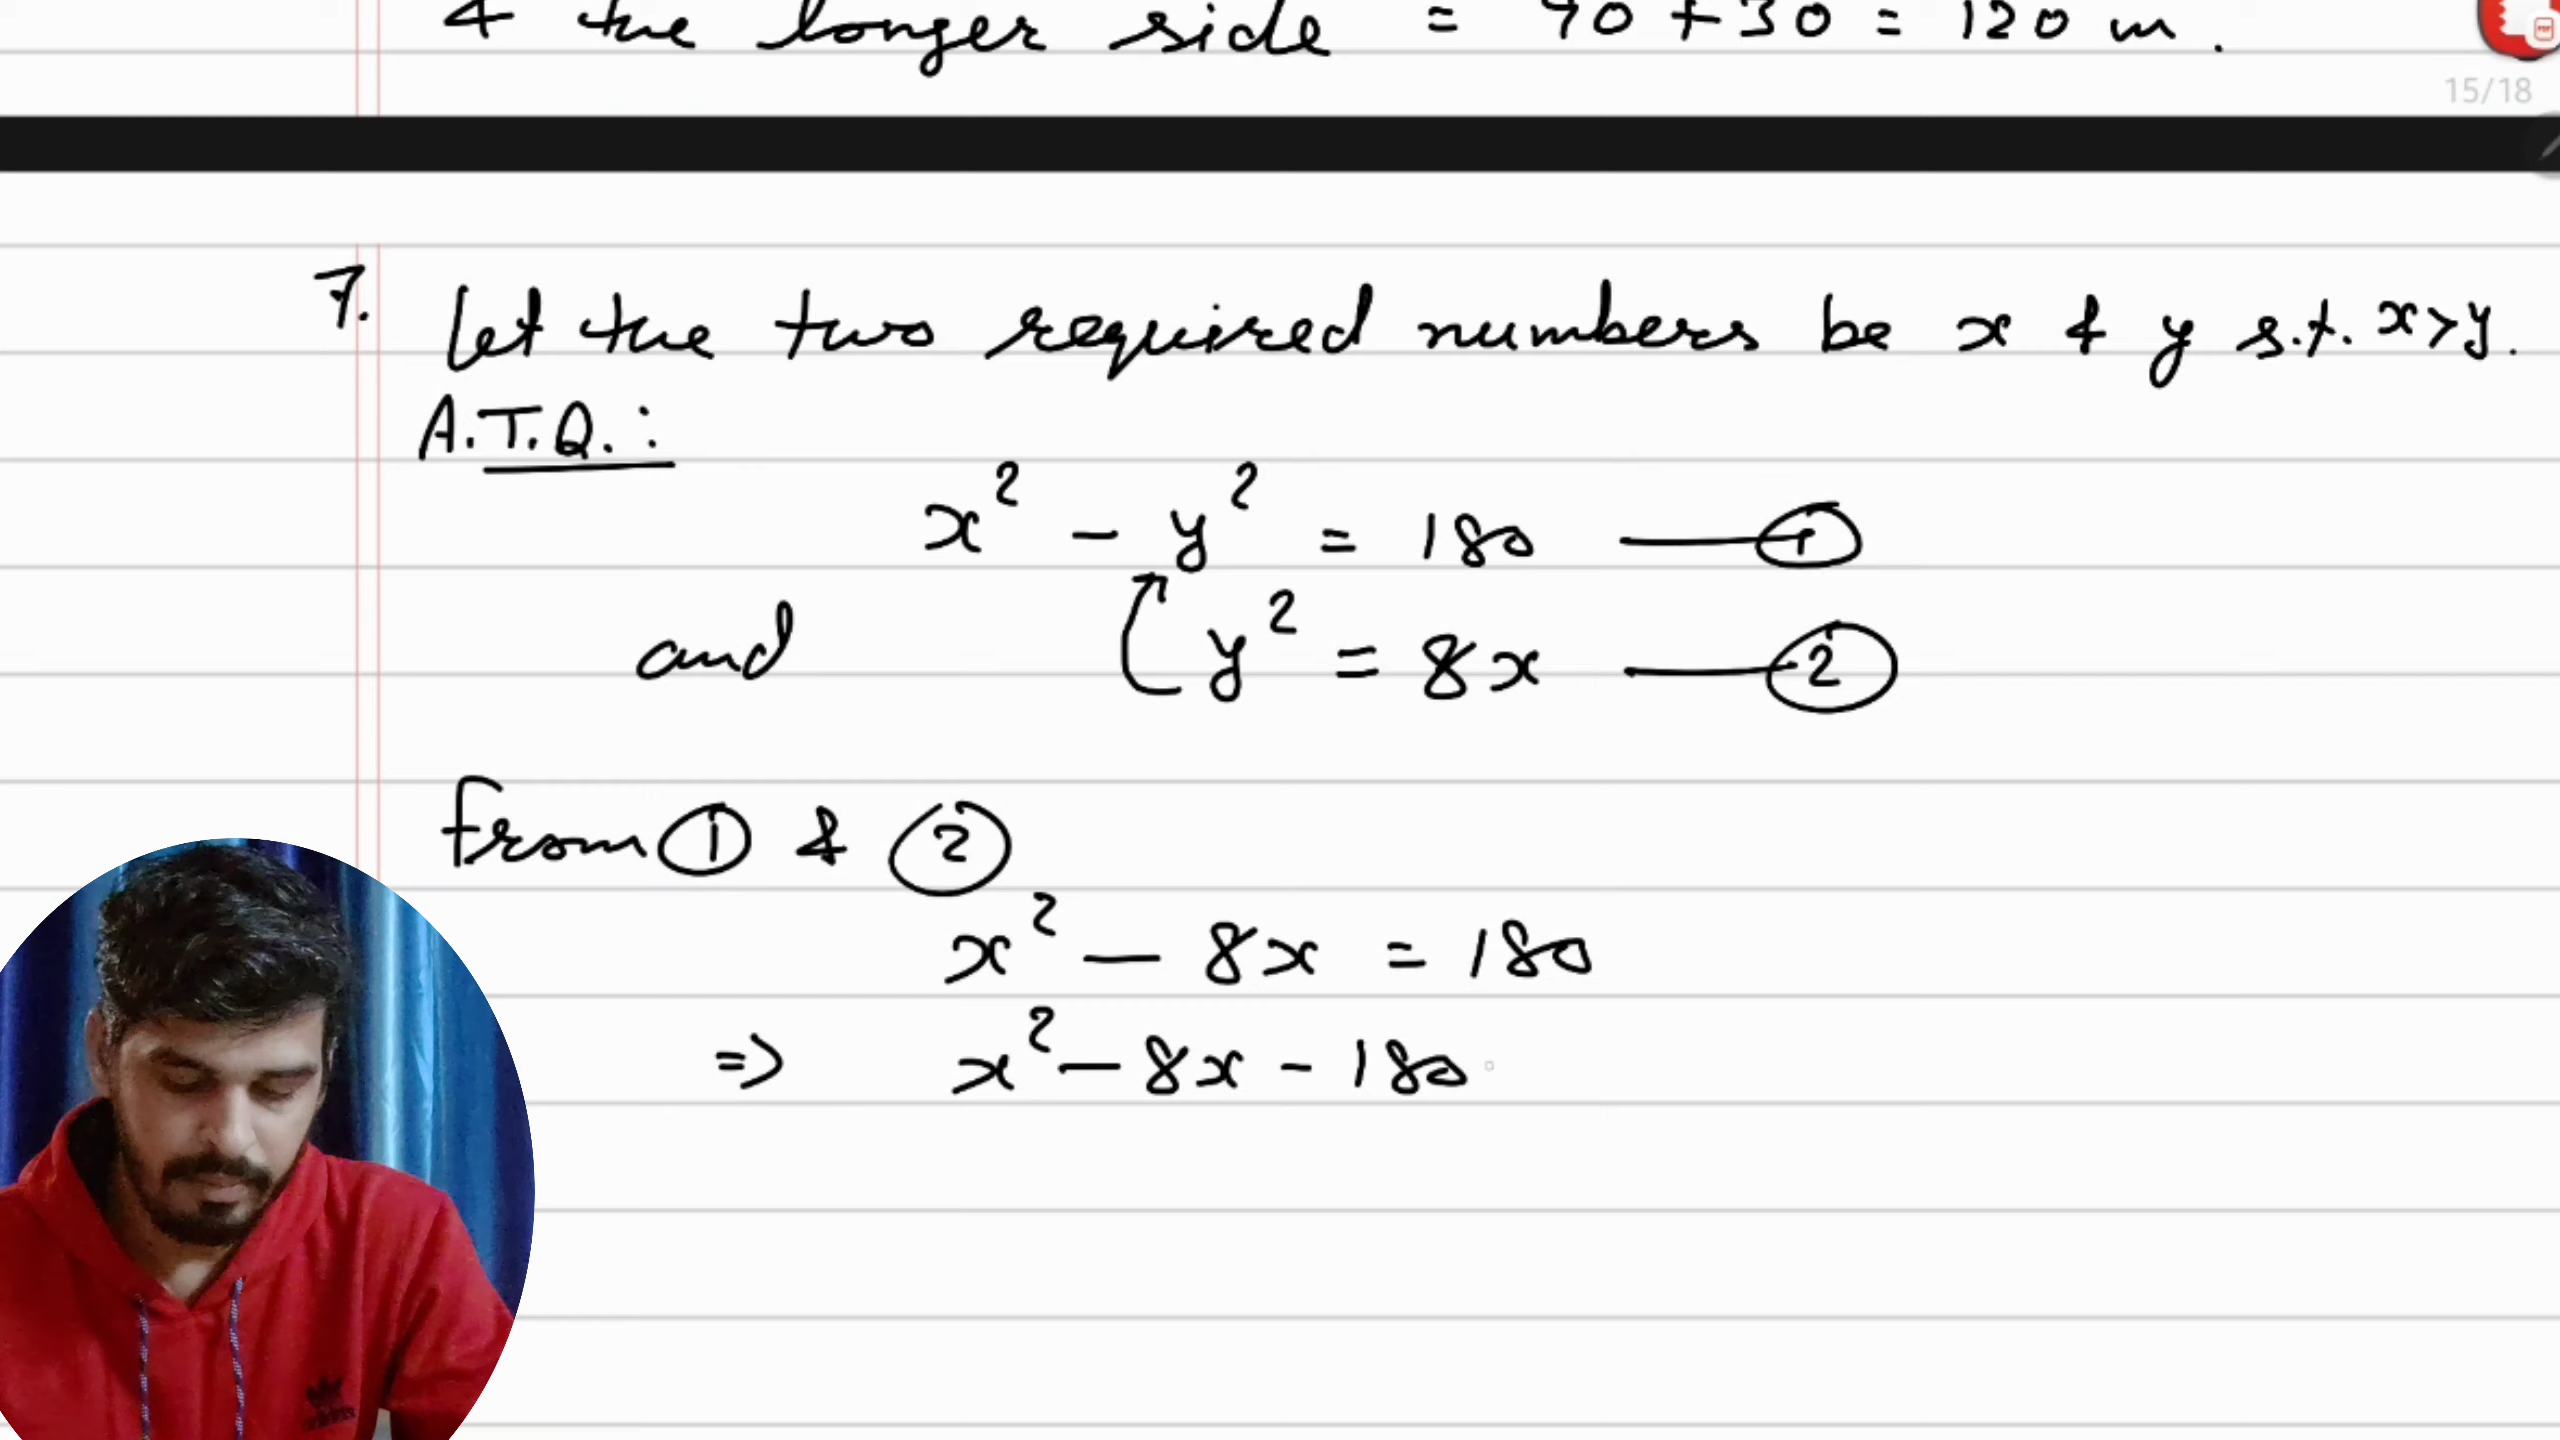 & the longer side = 90 + 30 = 120 m.
15/18
7. Let the two required numbers be x & y s.t. x>y.
A.T.Q. :
x² - y² = 180 — ①
and y² = 8x — ②
From ① & ②
x² - 8x = 180
=> x² - 8x - 180
adidas